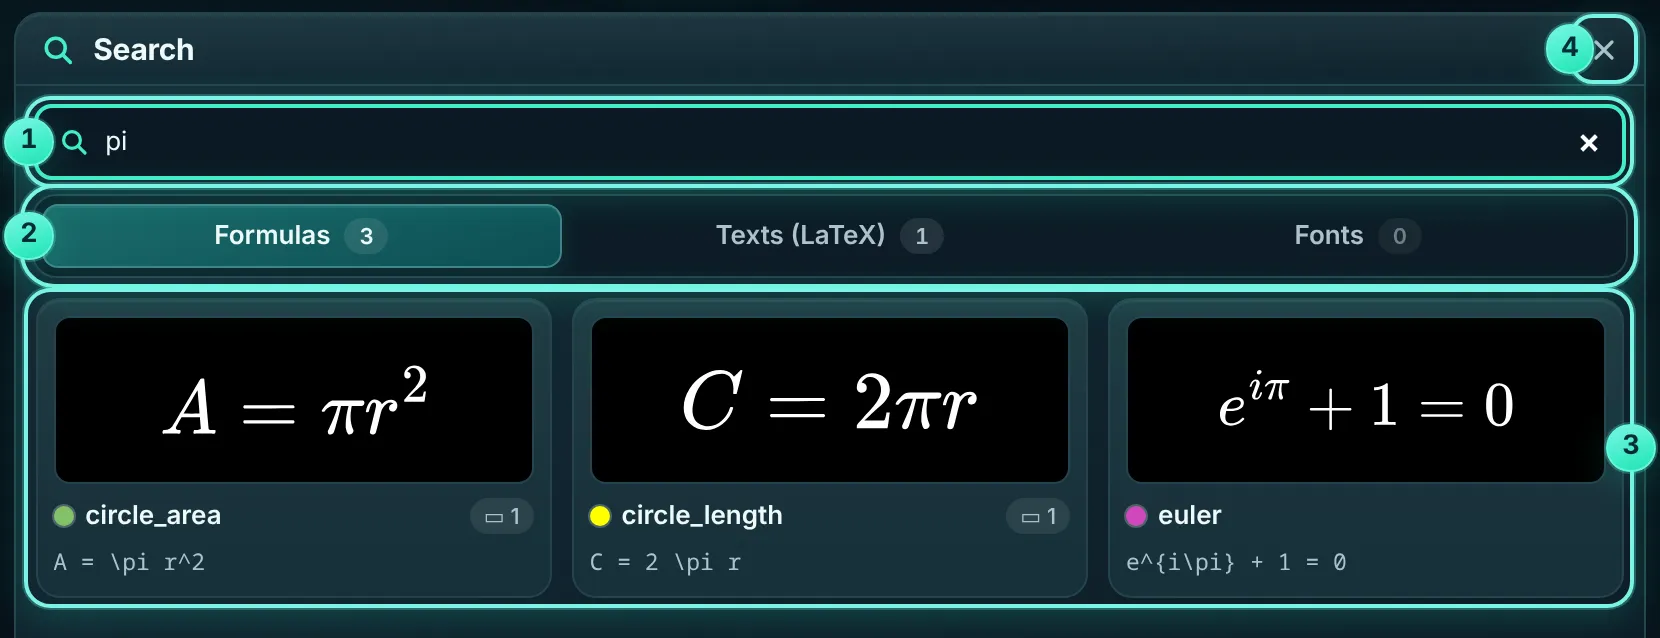 Search
4
1
pi
2
Formulas 3
Texts (LaTeX) 1
Fonts 0
A = πr²
C = 2πr
e^{iπ} + 1 = 0
3
circle_area
1
circle_length
1
euler
A = \pi r^2
C = 2 \pi r
e^{i\pi} + 1 = 0